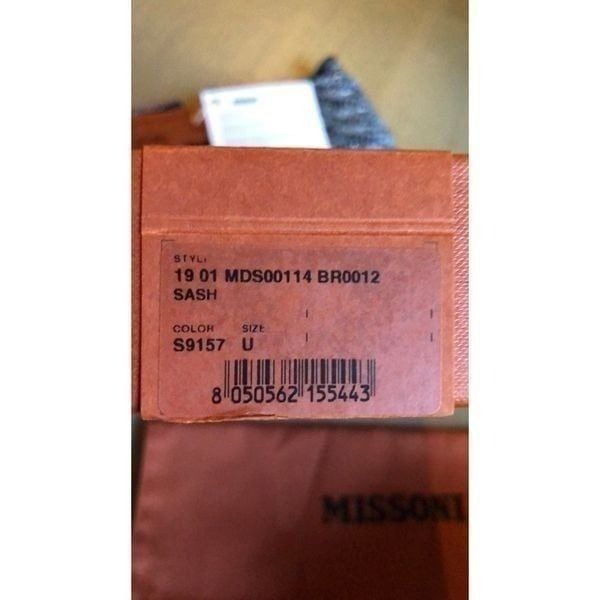 STYLE
19 01 MDS00114 BR0012
SASH
COLOR SIZE
S9157 U
8 050562 155443
MISSONI